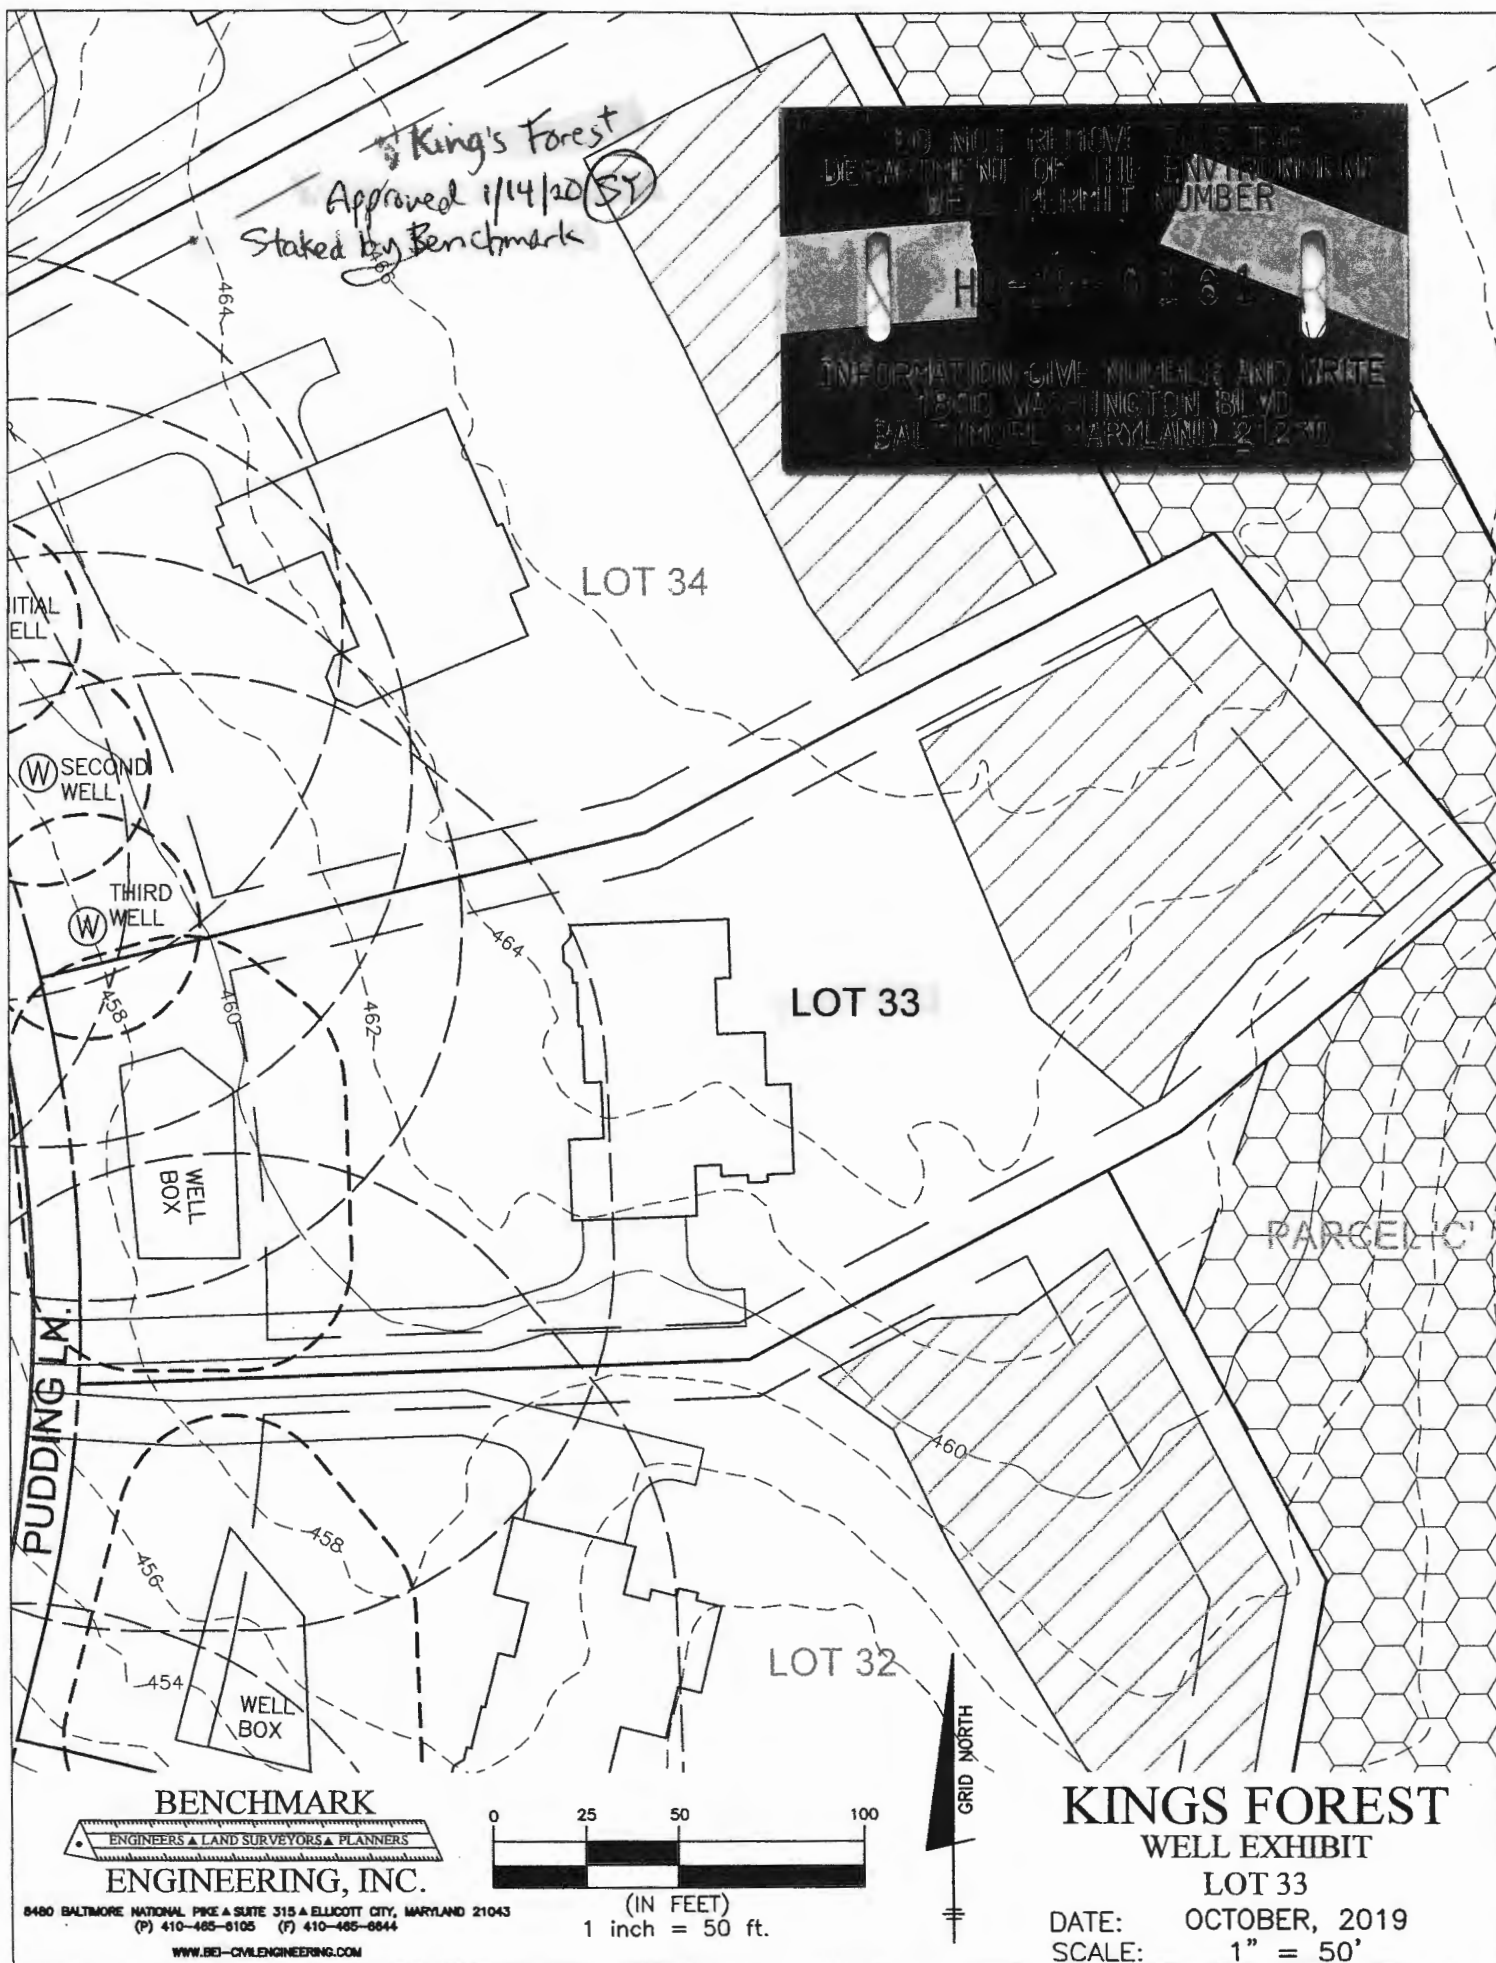 King's Forest
Approved 1/14/20 SY
Staked by Benchmark
DO NOT REMOVE THIS TAG
DEPARTMENT OF THE ENVIRONMENT
WELL PERMIT NUMBER
INFORMATION GIVE NUMBER AND WRITE
1800 WASHINGTON BLVD
BALTIMORE MARYLAND 21230
466
464
LOT 34
ITIAL
ELL
W SECOND
WELL
THIRD
W WELL
458
460
462
464
LOT 33
WELL
BOX
PARCEL 'C'
PUDDING LN.
460
458
456
454
WELL
BOX
LOT 32
GRID NORTH
BENCHMARK
ENGINEERS ▲ LAND SURVEYORS ▲ PLANNERS
ENGINEERING, INC.
8480 BALTIMORE NATIONAL PIKE ▲ SUITE 315 ▲ ELLICOTT CITY, MARYLAND 21043
(P) 410-465-6105 (F) 410-465-6644
WWW.BEI-CIVILENGINEERING.COM
0 25 50 100
(IN FEET)
1 inch = 50 ft.
KINGS FOREST
WELL EXHIBIT
LOT 33
DATE: OCTOBER, 2019
SCALE: 1" = 50'